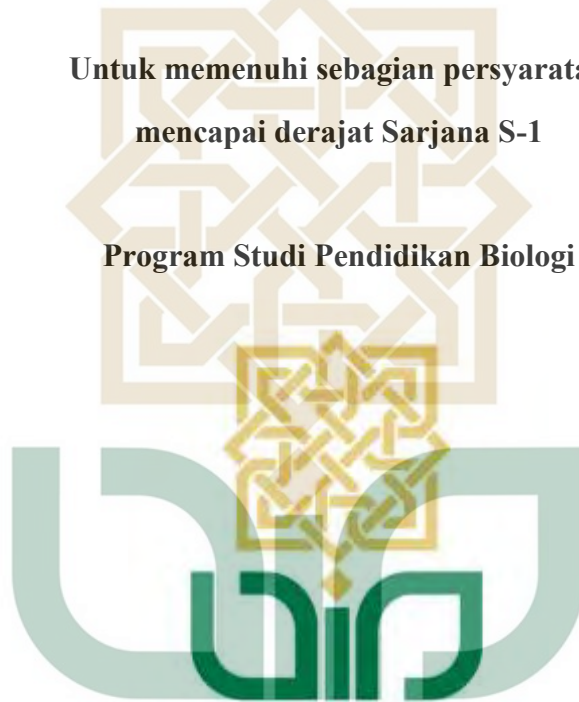 Untuk memenuhi sebagian persyarata
mencapai derajat Sarjana S-1
Program Studi Pendidikan Biologi